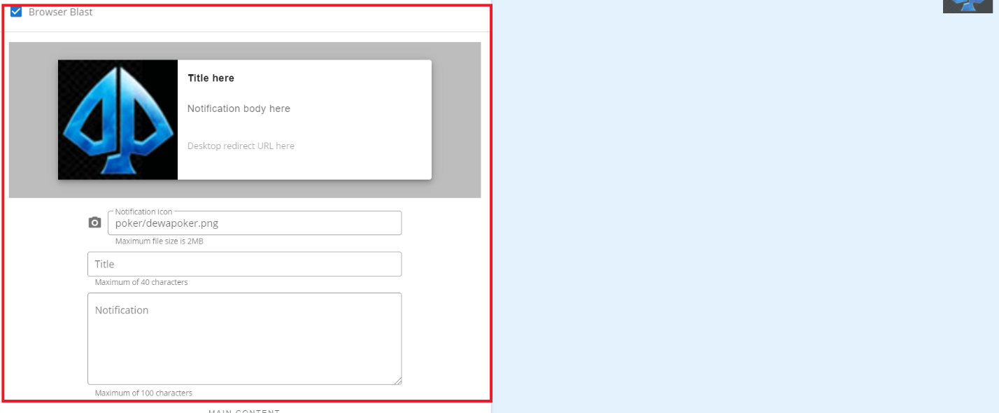 Browser Blast
Title here
Notification body here
Desktop redirect URL here
Notification Icon
poker/dewapoker.png
Maximum file size is 2MB
Title
Maximum of 40 characters
Notification
Maximum of 100 characters
MAIN CONTENT